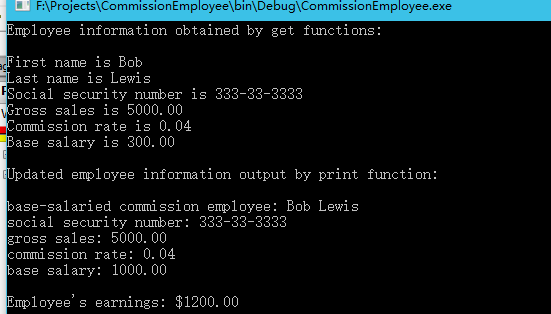 F:\Projects\CommissionEmployee\bin\Debug\CommissionEmployee.exe
Employee information obtained by get functions:
First name is Bob
Last name is Lewis
Social security number is 333-33-3333
Gross sales is 5000.00
Commission rate is 0.04
Base salary is 300.00
Updated employee information output by print function:
base-salaried commission employee: Bob Lewis
social security number: 333-33-3333
gross sales: 5000.00
commission rate: 0.04
base salary: 1000.00
Employee's earnings: $1200.00